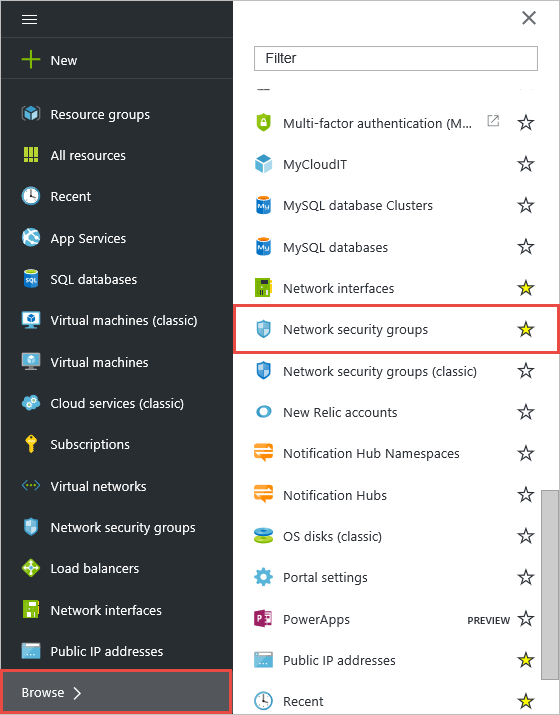 New
Resource groups
All resources
Recent
App Services
SQL databases
Virtual machines (classic)
Virtual machines
Cloud services (classic)
Subscriptions
Virtual networks
Network security groups
Load balancers
Network interfaces
Public IP addresses
Browse
Filter
Multi-factor authentication (M...
MyCloudIT
MySQL database Clusters
MySQL databases
Network interfaces
Network security groups
Network security groups (classic)
New Relic accounts
Notification Hub Namespaces
Notification Hubs
OS disks (classic)
Portal settings
PowerApps PREVIEW
Public IP addresses
Recent